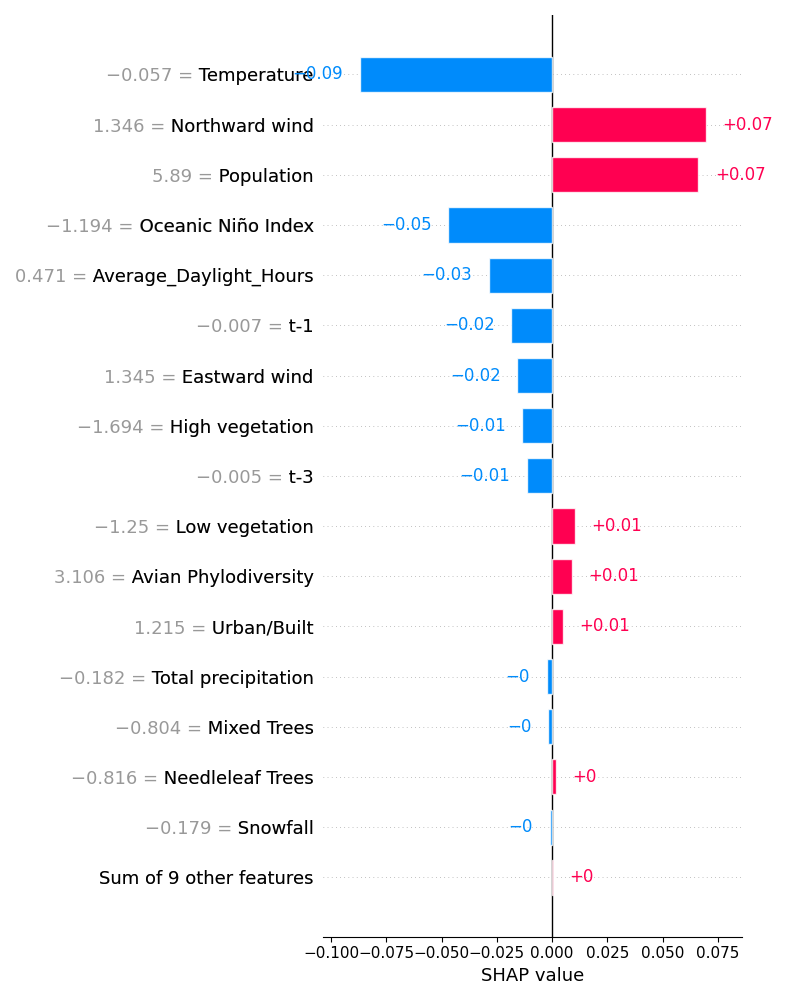 −0.057 = Temperature −0.09
1.346 = Northward wind +0.07
5.89 = Population +0.07
−1.194 = Oceanic Niño Index −0.05
0.471 = Average_Daylight_Hours −0.03
−0.007 = t-1 −0.02
1.345 = Eastward wind −0.02
−1.694 = High vegetation −0.01
−0.005 = t-3 −0.01
−1.25 = Low vegetation +0.01
3.106 = Avian Phylodiversity +0.01
1.215 = Urban/Built +0.01
−0.182 = Total precipitation −0
−0.804 = Mixed Trees −0
−0.816 = Needleleaf Trees +0
−0.179 = Snowfall −0
Sum of 9 other features +0
−0.100 −0.075 −0.050 −0.025 0.000 0.025 0.050 0.075
SHAP value